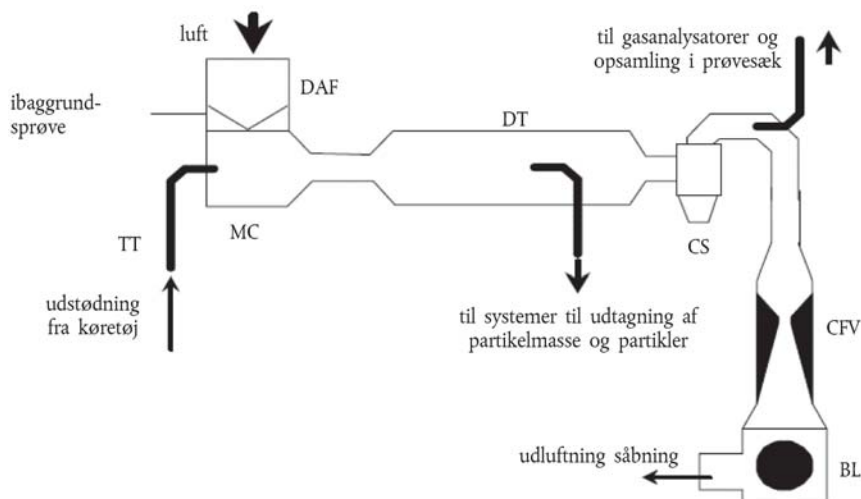 luft
til gasanalysatorer og
opsamling i prøvesæk
DAF
ibaggrund-
sprøve
DT
MC
CS
TT
udstødning
fra køretøj
til systemer til udtagning af
partikelmasse og partikler
CFV
udluftning såbning
BL